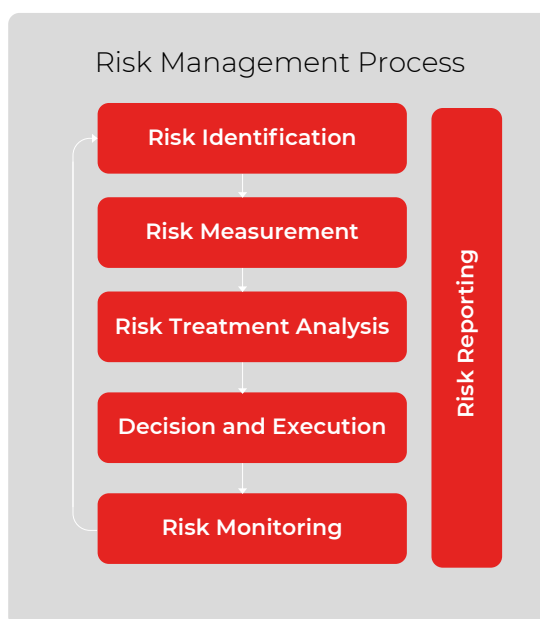 Risk Management Process
Risk Identification
Risk Measurement
Risk Treatment Analysis
Decision and Execution
Risk Monitoring
Risk Reporting